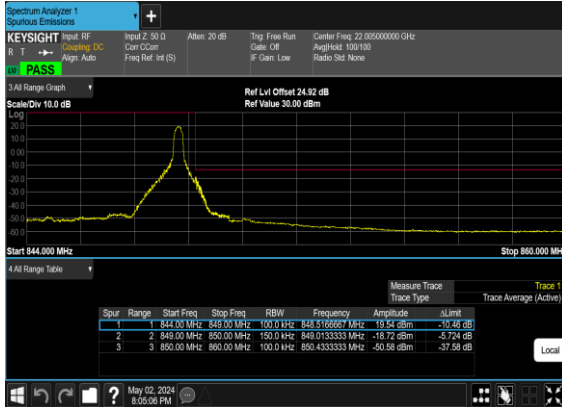 Spectrum Analyzer 1
Spurious Emissions
KEYSIGHT
R T
PASS
Input: RF
Coupling: DC
Align: Auto
Input Z: 50 Ω
Corr CCorr
Freq Ref: Int (S)
Atten: 20 dB
Trig: Free Run
Gate: Off
IF Gain: Low
Center Freq: 22.005000000 GHz
Avg|Hold: 100/100
Radio Std: None
3 All Range Graph
Scale/Div 10.0 dB
Ref Lvl Offset 24.92 dB
Ref Value 30.00 dBm
Log
20.0
10.0
0.00
-10.0
-20.0
-30.0
-40.0
-50.0
-60.0
Start 844.000 MHz
Stop 860.000 MH
4 All Range Table
Measure Trace Trace 1
Trace Type Trace Average (Active)
Spur Range Start Freq Stop Freq RBW Frequency Amplitude ΔLimit
1 1 844.00 MHz 849.00 MHz 100.0 kHz 848.5166667 MHz 19.54 dBm -10.46 dB
2 2 849.00 MHz 850.00 MHz 150.0 kHz 849.0133333 MHz -18.72 dBm -5.724 dB
3 3 850.00 MHz 860.00 MHz 100.0 kHz 850.4333333 MHz -50.58 dBm -37.58 dB
Local
May 02, 2024
8:05:06 PM